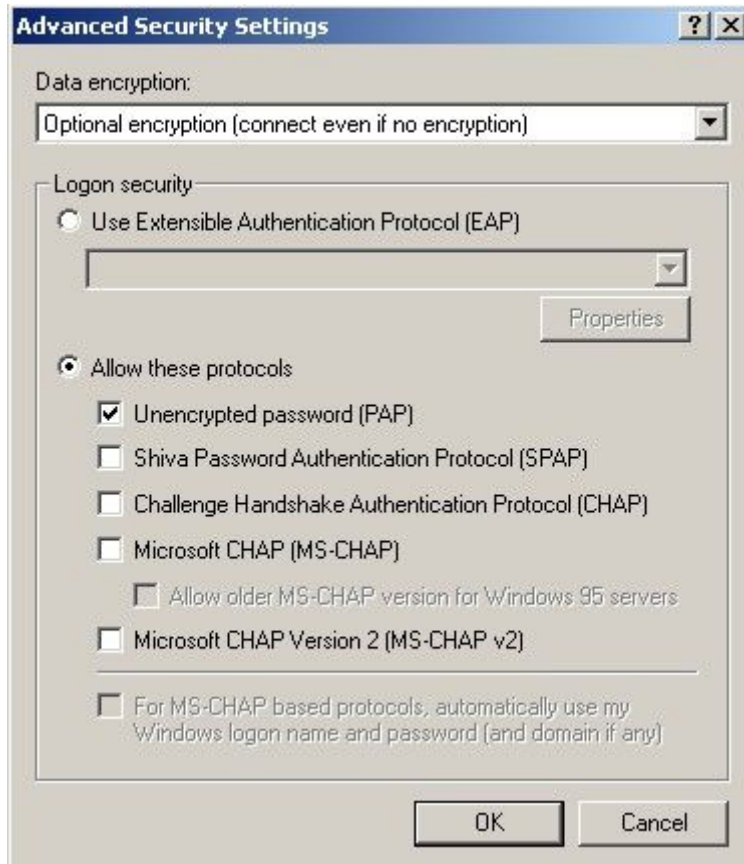 Advanced Security Settings
Data encryption:
Optional encryption (connect even if no encryption)
Logon security
Use Extensible Authentication Protocol (EAP)
Properties
Allow these protocols
Unencrypted password (PAP)
Shiva Password Authentication Protocol (SPAP)
Challenge Handshake Authentication Protocol (CHAP)
Microsoft CHAP (MS-CHAP)
Allow older MS-CHAP version for Windows 95 servers
Microsoft CHAP Version 2 (MS-CHAP v2)
For MS-CHAP based protocols, automatically use my
Windows logon name and password (and domain if any)
OK Cancel